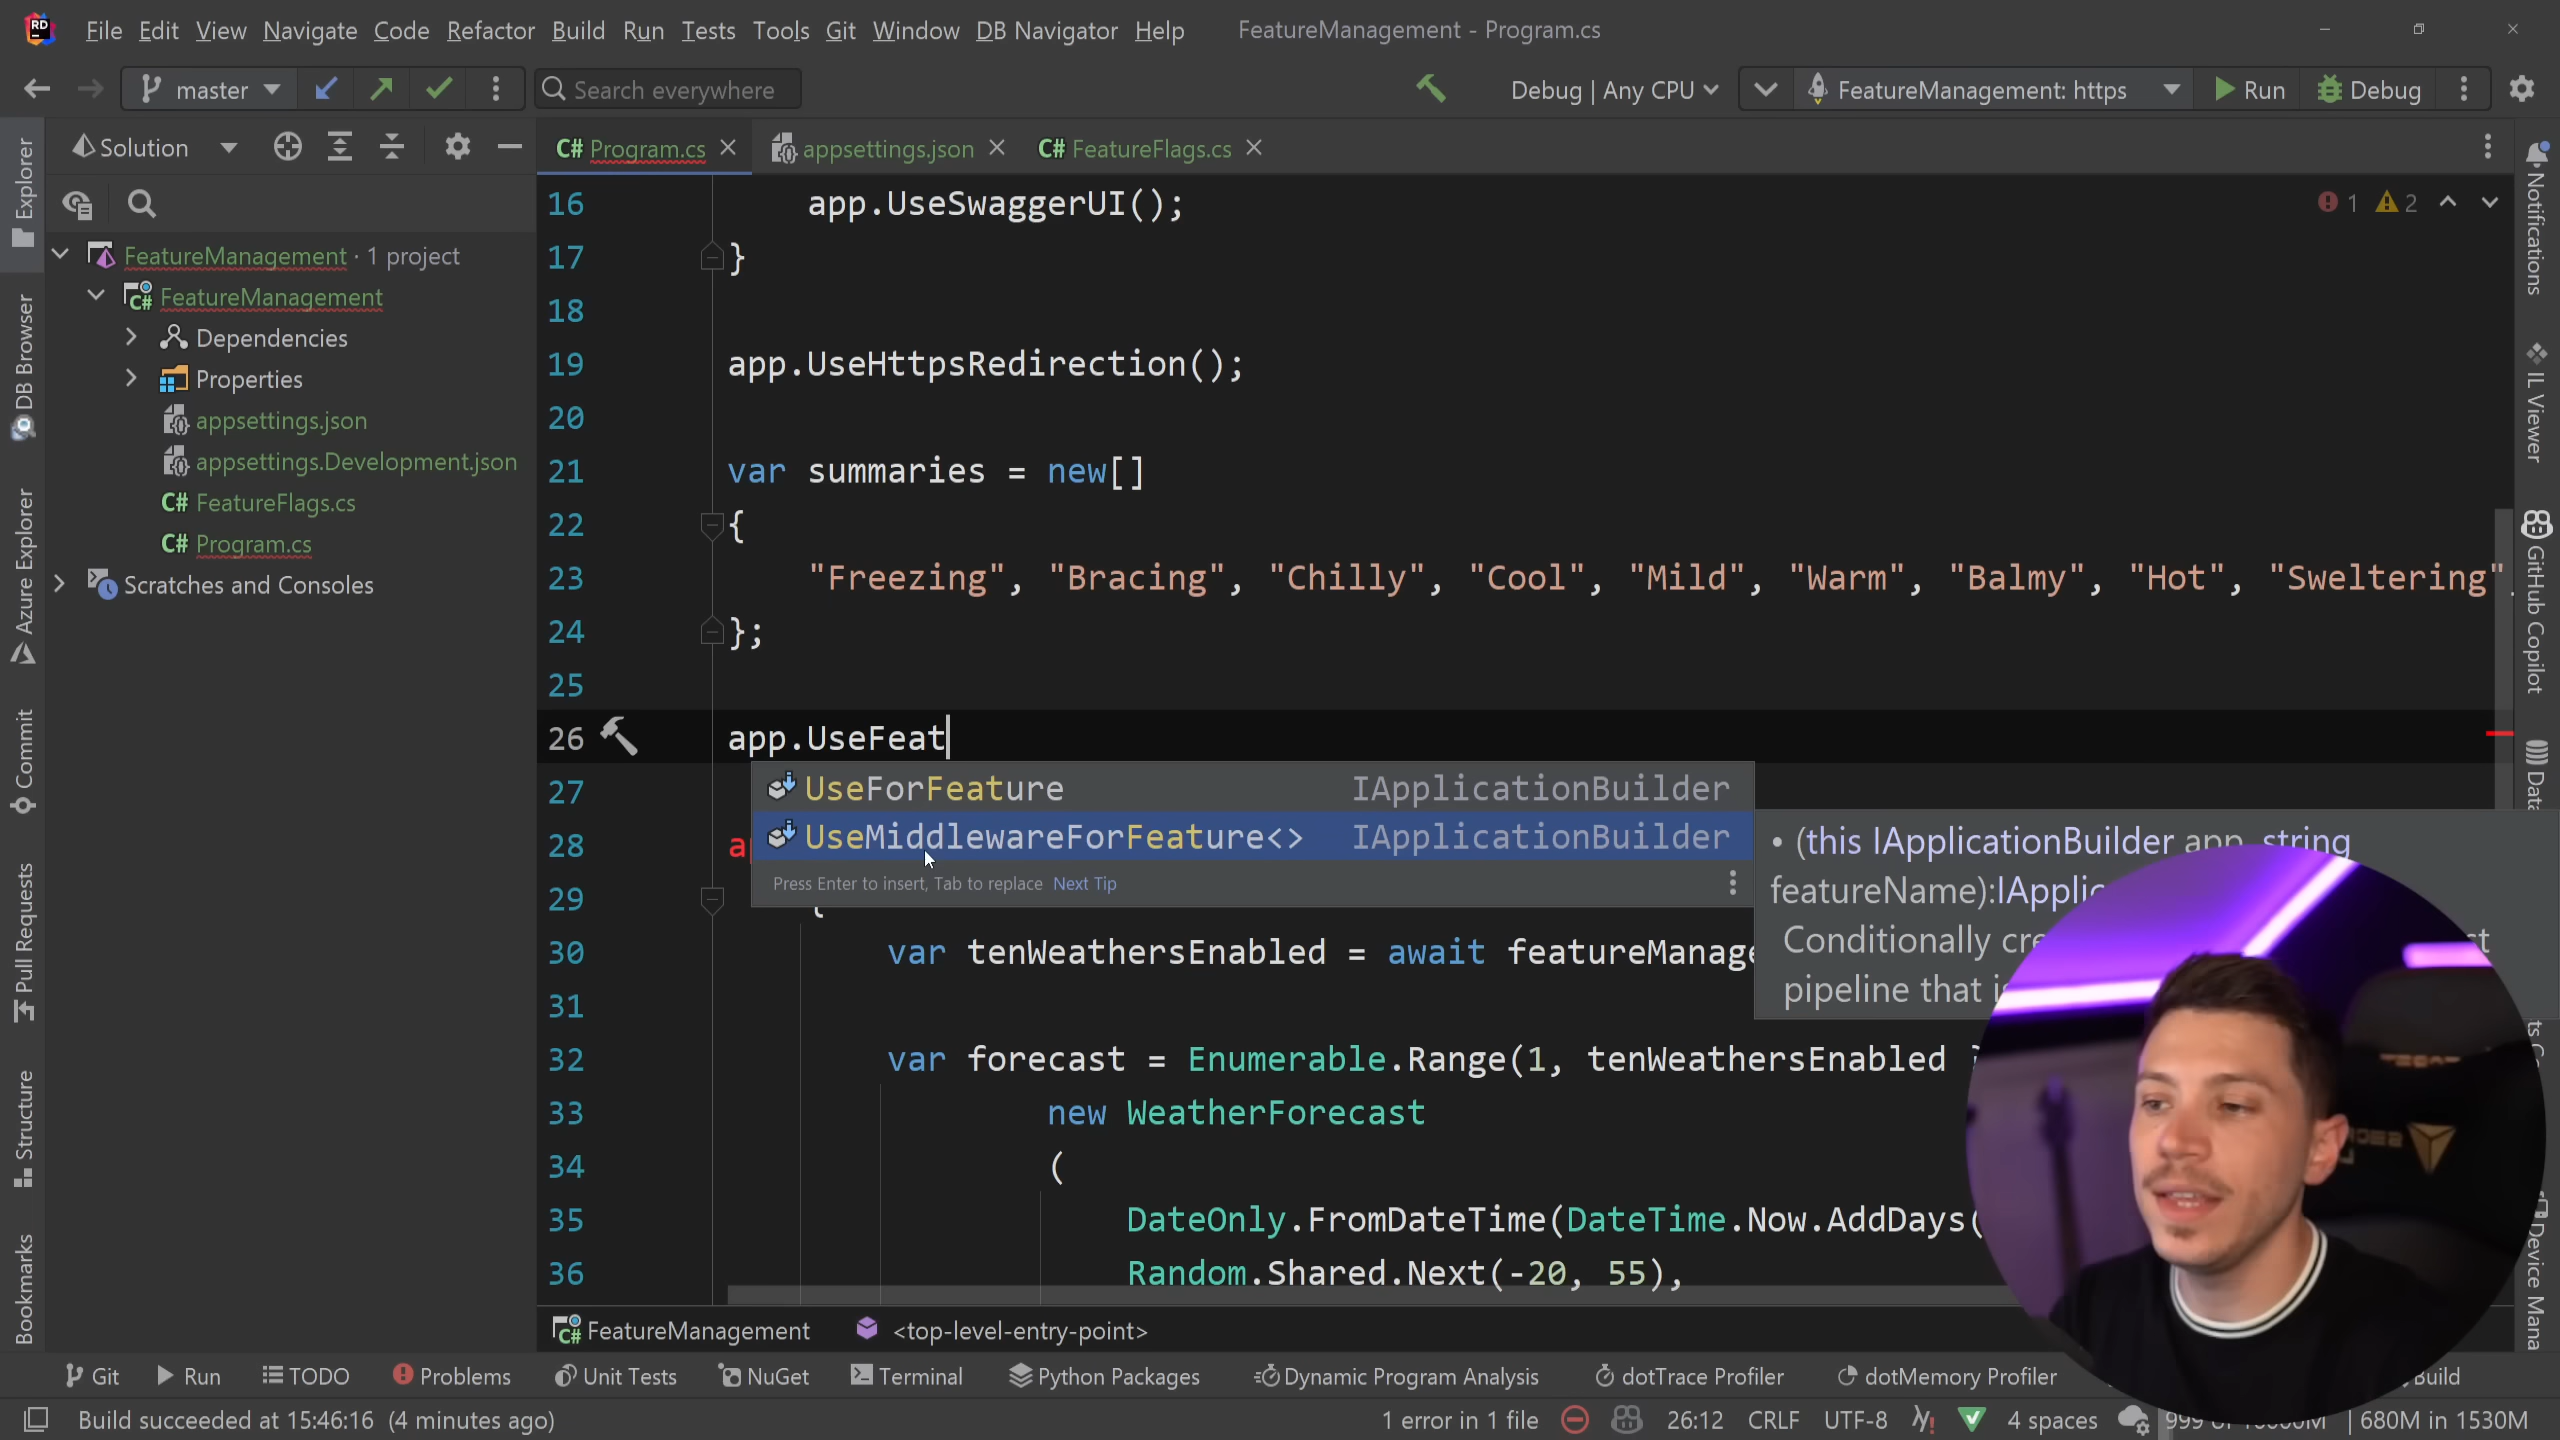 File Edit View Navigate Code Refactor Build Run Tests Tools Git Window DB Navigator Help FeatureManagement - Program.cs
master Search everywhere Debug | Any CPU FeatureManagement: https Run Debug
Solution Program.cs appsettings.json FeatureFlags.cs
Explorer
DB Browser
Azure Explorer
Commit
Pull Requests
Structure
Bookmarks
FeatureManagement · 1 project
FeatureManagement
Dependencies
Properties
appsettings.json
appsettings.Development.json
C# FeatureFlags.cs
C# Program.cs
Scratches and Consoles
1 2
16 app.UseSwaggerUI();
17 }
18
19 app.UseHttpsRedirection();
20
21 var summaries = new[]
22 {
23 "Freezing", "Bracing", "Chilly", "Cool", "Mild", "Warm", "Balmy", "Hot", "Sweltering"
24 };
25
26 app.UseFeat
27
28
29 {
30 var tenWeathersEnabled = await
31
32 var forecast = Enumerable.Range(1, tenWeathersEnabled
33 new WeatherForecast
34 (
35 DateOnly.FromDateTime(DateTime.Now.AddDays(
36 Random.Shared.Next(-20, 55),
UseForFeature IApplicationBuilder
UseMiddlewareForFeature<> IApplicationBuilder
Press Enter to insert, Tab to replace Next Tip
• (this IApplicationBuilder app, string
featureName):
Conditionally
pipeline that
Notifications
IL Viewer
GitHub Copilot
FeatureManagement <top-level-entry-point>
Git Run TODO Problems Unit Tests NuGet Terminal Python Packages Dynamic Program Analysis dotTrace Profiler dotMemory Profiler Build
Build succeeded at 15:46:16 (4 minutes ago) 1 error in 1 file 26:12 CRLF UTF-8 4 spaces 680M in 1530M